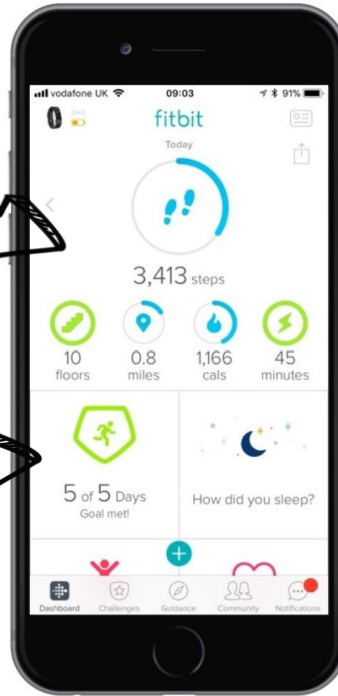 vodafone UK 09:03 91%
fitbit
Today
3,413 steps
10 0.8 1,166 45
floors miles cals minutes
5 of 5 Days
Goal met!
How did you sleep?
Dashboard Challenges Guidance Community Notifications